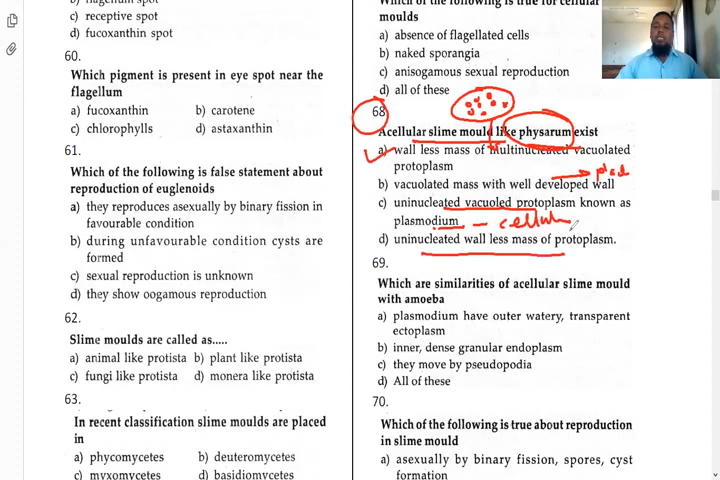 b) flagellum spot
c) receptive spot
d) fucoxanthin spot
60.
Which pigment is present in eye spot near the
flagellum
a) fucoxanthin b) carotene
c) chlorophylls d) astaxanthin
61.
Which of the following is false statement about
reproduction of euglenoids
a) they reproduces asexually by binary fission in
favourable condition
b) during unfavourable condition cysts are
formed
c) sexual reproduction is unknown
d) they show oogamous reproduction
62.
Slime moulds are called as.....
a) animal like protista b) plant like protista
c) fungi like protista d) monera like protista
63.
In recent classification slime moulds are placed
in
a) phycomycetes b) deuteromycetes
c) myxomycetes d) basidiomycetes
Which of the following is true for cellular
moulds
a) absence of flagellated cells
b) naked sporangia
c) anisogamous sexual reproduction
d) all of these
68
Acellular slime mould like physarum exist
a) wall less mass of multinucleated vacuolated
protoplasm
b) vacuolated mass with well developed wall
c) uninucleated vacuoled protoplasm known as
plasmodium – cellular
d) uninucleated wall less mass of protoplasm.
69.
Which are similarities of acellular slime mould
with amoeba
a) plasmodium have outer watery, transparent
ectoplasm
b) inner, dense granular endoplasm
c) they move by pseudopodia
d) All of these
70.
Which of the following is true about reproduction
in slime mould
a) asexually by binary fission, spores, cyst
formation